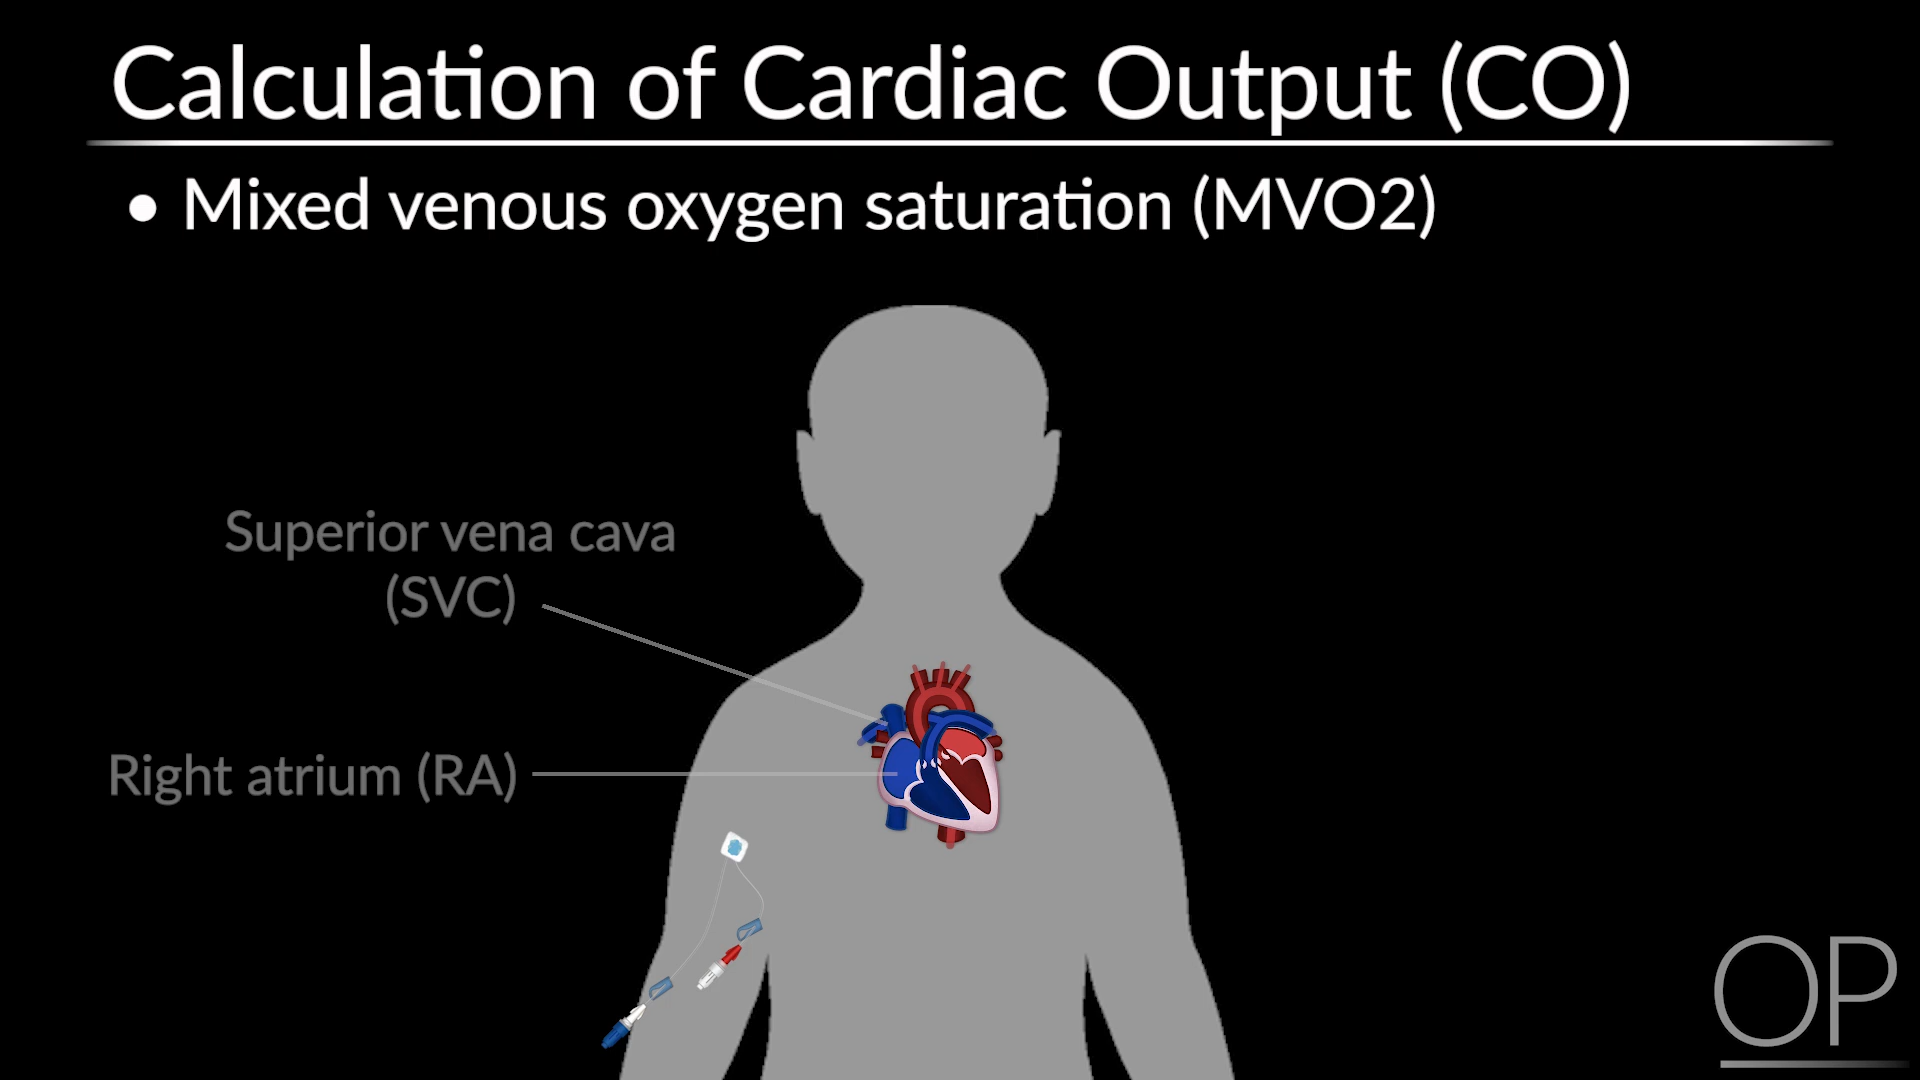 Calculation of Cardiac Output (CO)
• Mixed venous oxygen saturation (MVO2)
Superior vena cava
(SVC)
Right atrium (RA)
OP